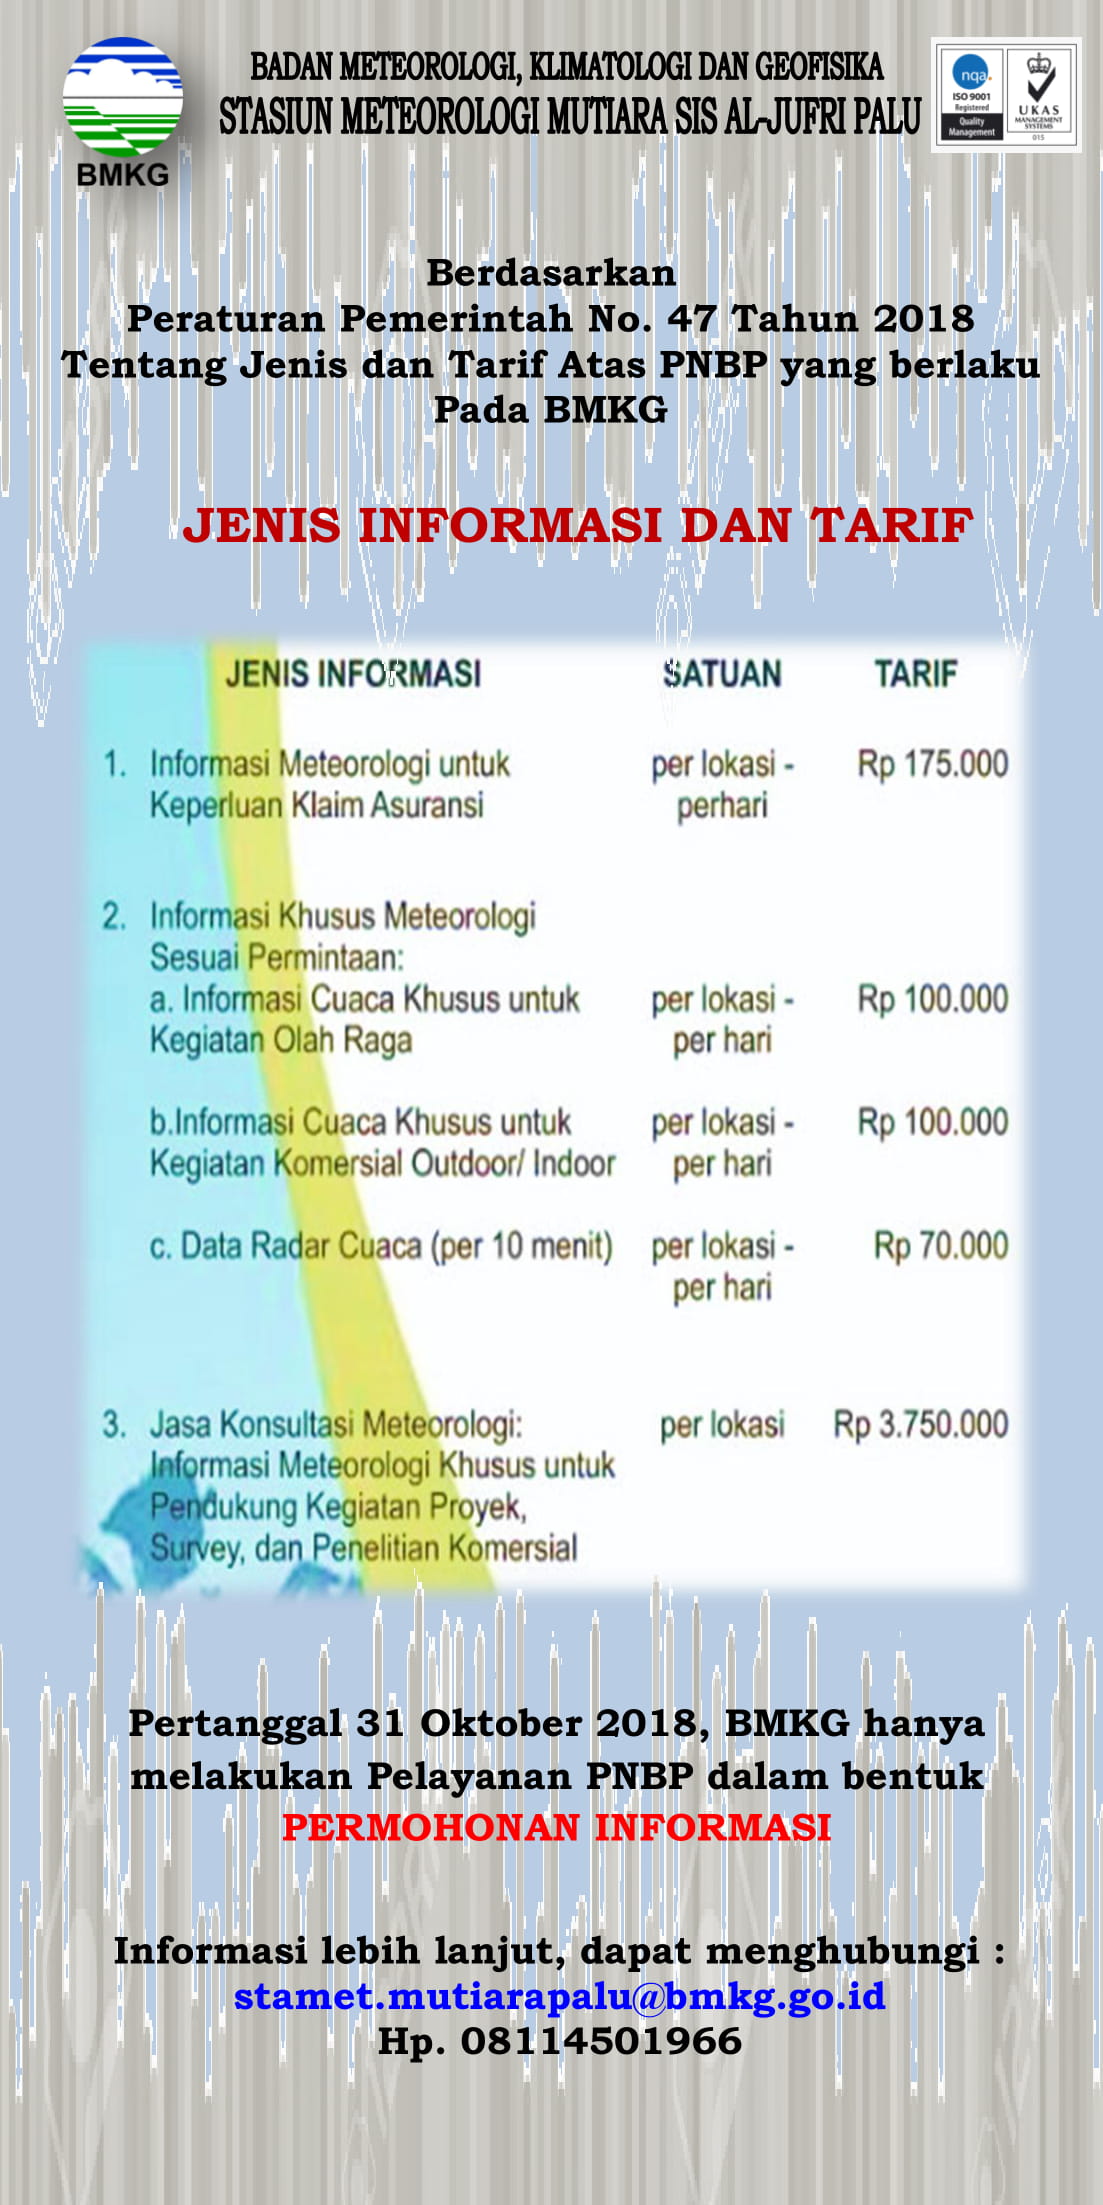 BADAN METEOROLOGI, KLIMATOLOGI DAN GEOFISIKA
STASIUN METEOROLOGI MUTIARA SIS AL-JUFRI PALU
BMKG
nqa.
ISO 9001
Registered
Quality
Management
UKAS
MANAGEMENT
SYSTEMS
015
Berdasarkan
Peraturan Pemerintah No. 47 Tahun 2018
Tentang Jenis dan Tarif Atas PNBP yang berlaku
Pada BMKG
JENIS INFORMASI DAN TARIF
JENIS INFORMASI SATUAN TARIF
1. Informasi Meteorologi untuk per lokasi - Rp 175.000
Keperluan Klaim Asuransi perhari
2. Informasi Khusus Meteorologi
Sesuai Permintaan:
a. Informasi Cuaca Khusus untuk per lokasi - Rp 100.000
Kegiatan Olah Raga per hari
b.Informasi Cuaca Khusus untuk per lokasi - Rp 100.000
Kegiatan Komersial Outdoor/ Indoor per hari
c. Data Radar Cuaca (per 10 menit) per lokasi - Rp 70.000
per hari
3. Jasa Konsultasi Meteorologi: per lokasi Rp 3.750.000
Informasi Meteorologi Khusus untuk
Pendukung Kegiatan Proyek,
Survey, dan Penelitian Komersial
Pertanggal 31 Oktober 2018, BMKG hanya
melakukan Pelayanan PNBP dalam bentuk
PERMOHONAN INFORMASI
Informasi lebih lanjut, dapat menghubungi :
stamet.mutiarapalu@bmkg.go.id
Hp. 08114501966